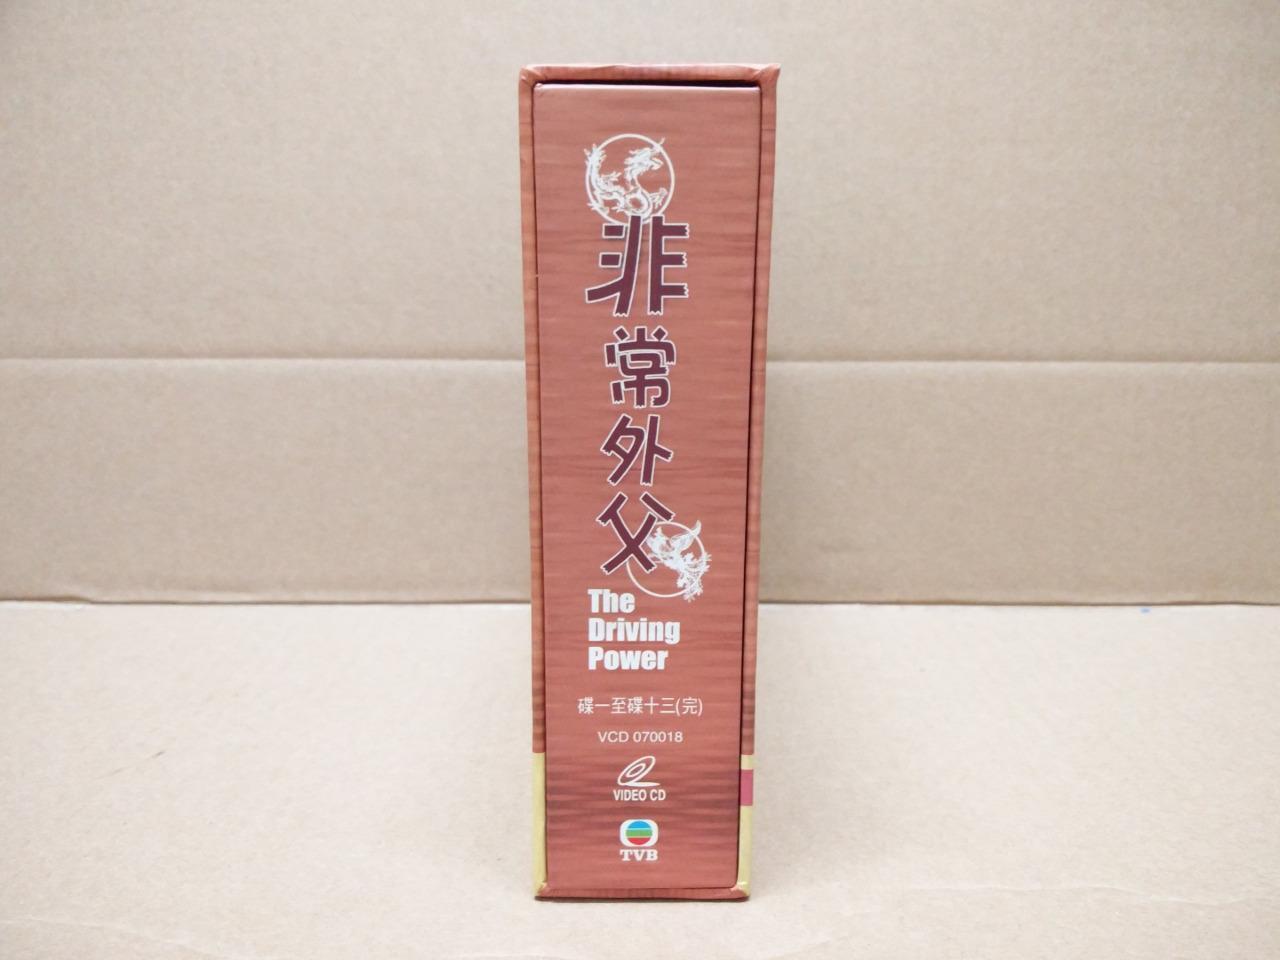 非常外父
The
Driving
Power
碟一至碟十三(完)
VCD 070018
VIDEO CD
TVB